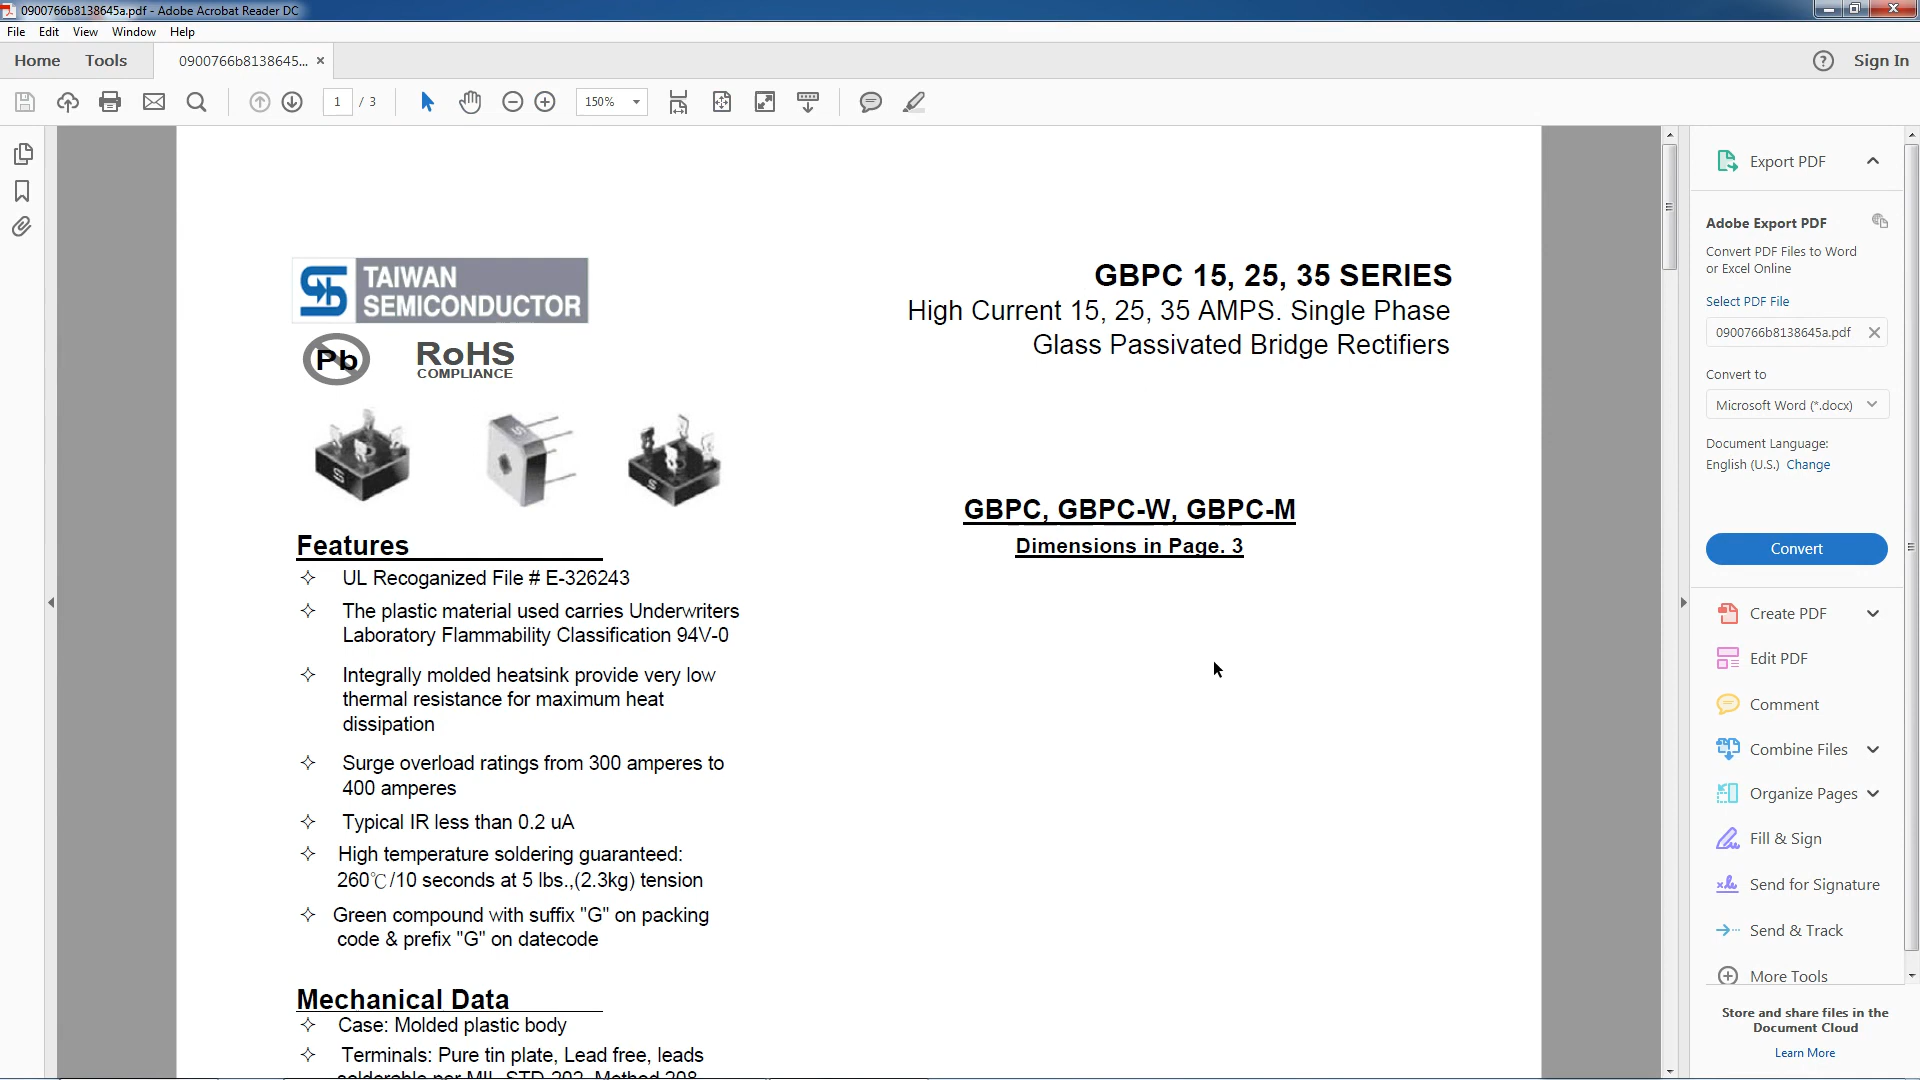 0900766b8138645a.pdf - Adobe Acrobat Reader DC
File Edit View Window Help
Home Tools 0900766b8138645... × Sign In
1 / 3 150%
TAIWAN
SEMICONDUCTOR
Pb RoHS
COMPLIANCE
GBPC 15, 25, 35 SERIES
High Current 15, 25, 35 AMPS. Single Phase
Glass Passivated Bridge Rectifiers
GBPC, GBPC-W, GBPC-M
Dimensions in Page. 3
Features
UL Recoganized File # E-326243
The plastic material used carries Underwriters
Laboratory Flammability Classification 94V-0
Integrally molded heatsink provide very low
thermal resistance for maximum heat
dissipation
Surge overload ratings from 300 amperes to
400 amperes
Typical IR less than 0.2 uA
High temperature soldering guaranteed:
260℃/10 seconds at 5 lbs.,(2.3kg) tension
Green compound with suffix "G" on packing
code & prefix "G" on datecode
Mechanical Data
Case: Molded plastic body
Terminals: Pure tin plate, Lead free, leads
solderable per MIL-STD-202, Method 208
Export PDF
Adobe Export PDF
Convert PDF Files to Word
or Excel Online
Select PDF File
0900766b8138645a.pdf
Convert to
Microsoft Word (*.docx)
Document Language:
English (U.S.) Change
Convert
Create PDF
Edit PDF
Comment
Combine Files
Organize Pages
Fill & Sign
Send for Signature
Send & Track
More Tools
Store and share files in the
Document Cloud
Learn More